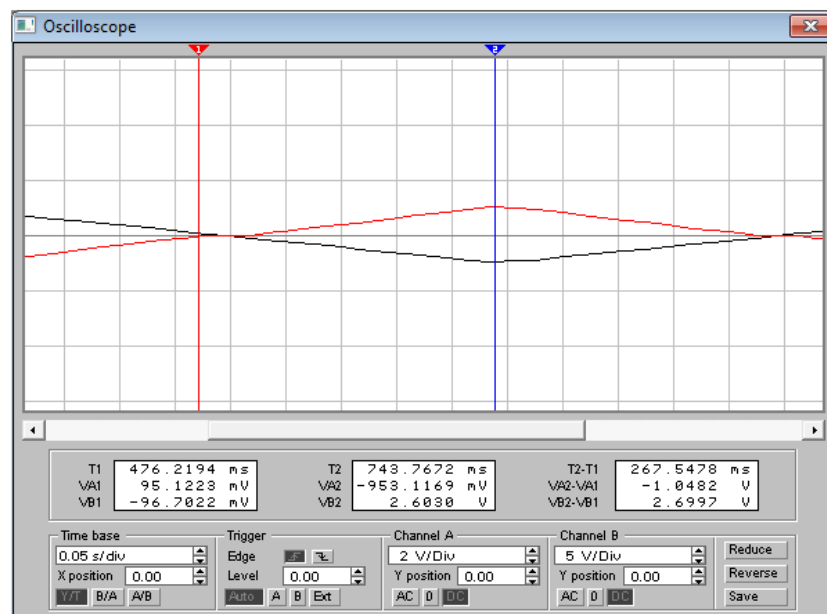 Oscilloscope
1 2
T1 476.2194 ms T2 743.7672 ms T2-T1 267.5478 ms
VA1 95.1223 mV VA2 -953.1169 mV VA2-VA1 -1.0482 V
VB1 -96.7022 mV VB2 2.6030 V VB2-VB1 2.6997 V
Time base Trigger Channel A Channel B
0.05 s/div Edge 2 V/Div 5 V/Div Reduce
X position 0.00 Level 0.00 Y position 0.00 Y position 0.00 Reverse
Y/T B/A A/B Auto A B Ext AC 0 DC AC 0 DC Save